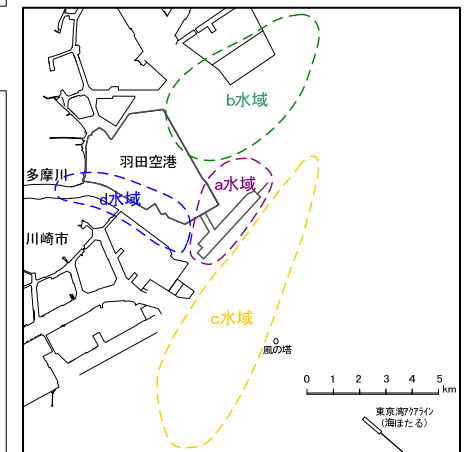 b水域
羽田空港
a水域
多摩川
d水域
川崎市
c水域
風の塔
0 1 2 3 4 5
km
東京湾アクアライン
(海ほたる)